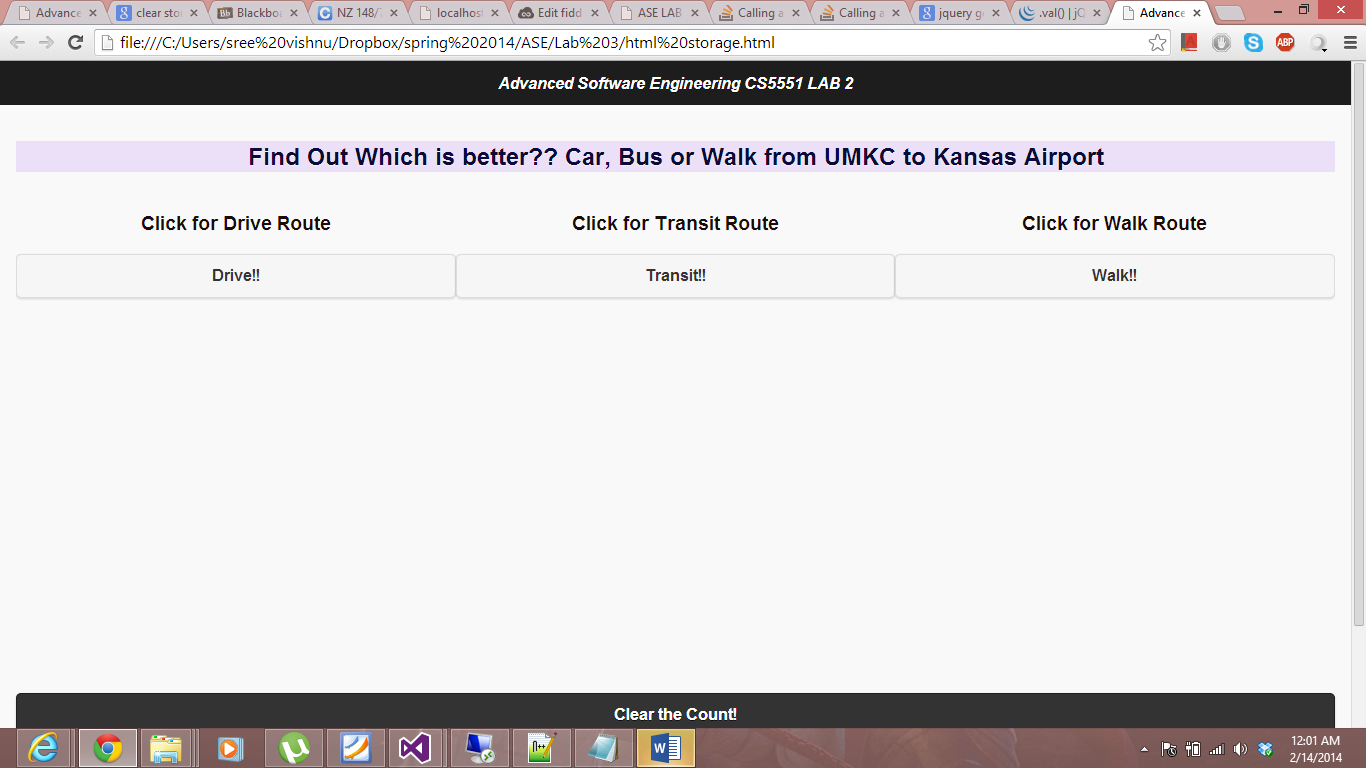 Advance clear sto Blackboa NZ 148/7 localhost Edit fidd ASE LAB Calling a Calling a jquery ge .val() | jQ Advance
file:///C:/Users/sree%20vishnu/Dropbox/spring%202014/ASE/Lab%203/html%20storage.html
Advanced Software Engineering CS5551 LAB 2
Find Out Which is better?? Car, Bus or Walk from UMKC to Kansas Airport
Click for Drive Route Click for Transit Route Click for Walk Route
Drive!! Transit!! Walk!!
Clear the Count!
12:01 AM
2/14/2014